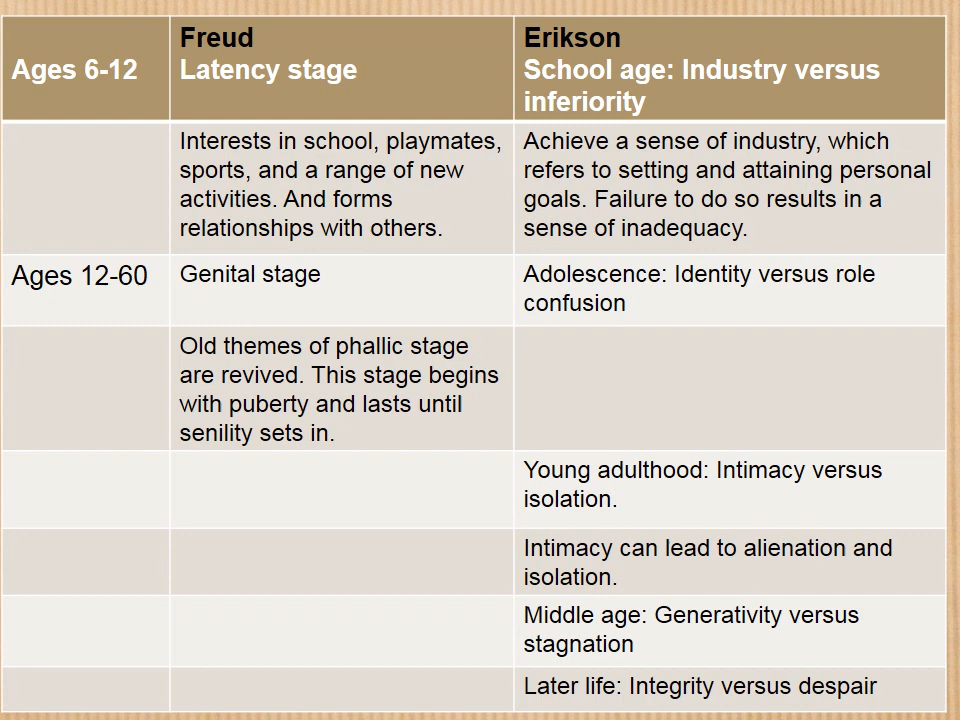 Freud
Erikson
Ages 6-12
Latency stage
School age: Industry versus
inferiority
Interests in school, playmates,
sports, and a range of new
activities. And forms
relationships with others.
Achieve a sense of industry, which
refers to setting and attaining personal
goals. Failure to do so results in a
sense of inadequacy.
Ages 12-60
Genital stage
Adolescence: Identity versus role
confusion
Old themes of phallic stage
are revived. This stage begins
with puberty and lasts until
senility sets in.
Young adulthood: Intimacy versus
isolation.
Intimacy can lead to alienation and
isolation.
Middle age: Generativity versus
stagnation
Later life: Integrity versus despair